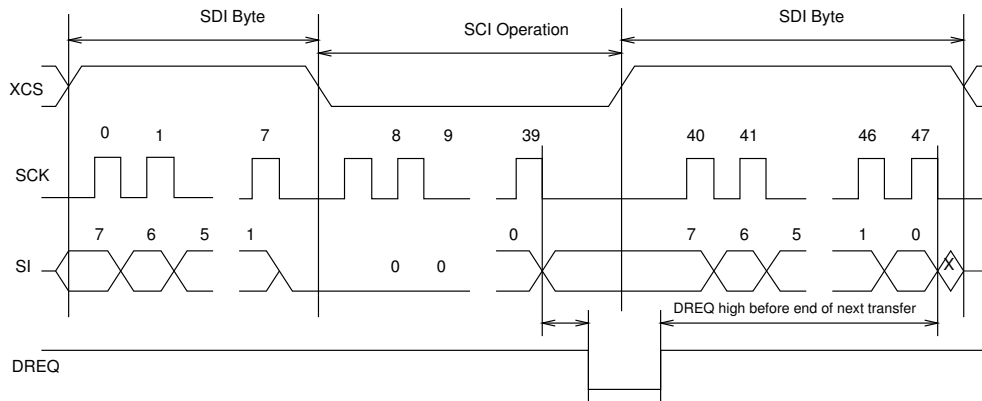 SDI Byte
SCI Operation
SDI Byte
XCS
0 1 7 8 9 39 40 41 46 47
SCK
7 6 5 1 0 7 6 5 1 0
SI
0 0 X
DREQ high before end of next transfer
DREQ